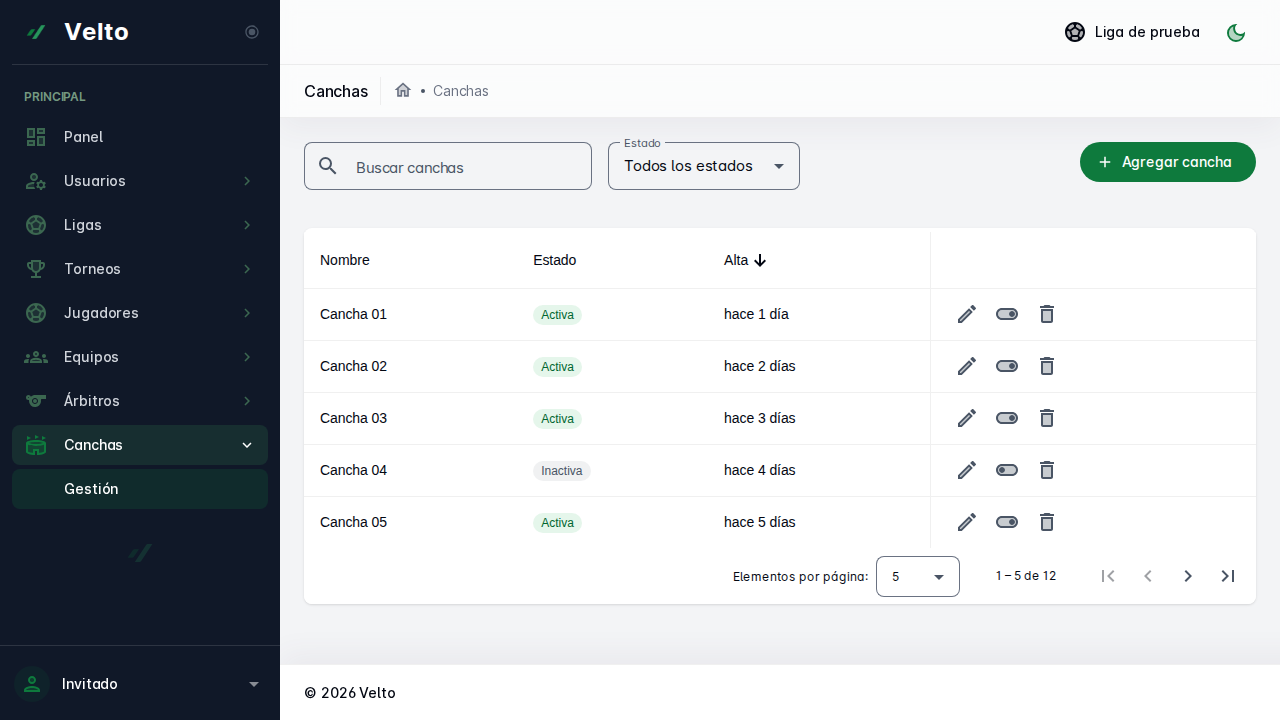 Velto
Liga de prueba
PRINCIPAL
Panel
Usuarios
Ligas
Torneos
Jugadores
Equipos
Árbitros
Canchas
Gestión
Invitado
Canchas
• Canchas
Buscar canchas
Estado
Todos los estados
+ Agregar cancha
Nombre Estado Alta
Cancha 01 Activa hace 1 día
Cancha 02 Activa hace 2 días
Cancha 03 Activa hace 3 días
Cancha 04 Inactiva hace 4 días
Cancha 05 Activa hace 5 días
Elementos por página: 5 1 – 5 de 12
© 2026 Velto